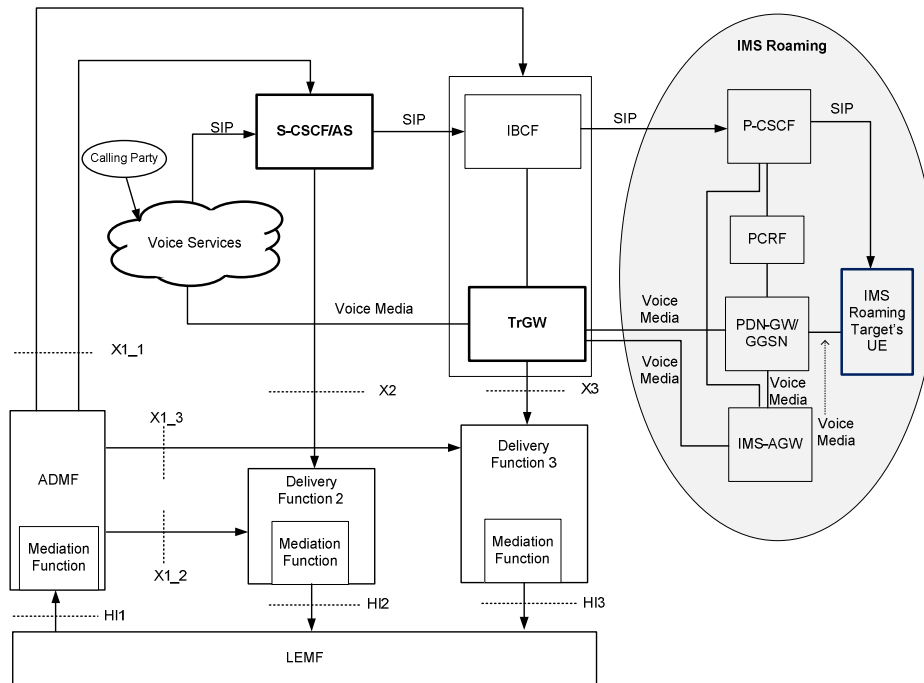 IMS Roaming
SIP
S-CSCF/AS
SIP
IBCF
SIP
P-CSCF
SIP
Calling Party
Voice Services
PCRF
Voice Media
TrGW
Voice
Media
PDN-GW/
GGSN
IMS
Roaming
Target's
UE
X1_1
Voice
Media
Voice
Media
X2
X3
X1_3
Voice
Media
ADMF
Delivery
Function 2
Delivery
Function 3
IMS-AGW
Mediation
Function
Mediation
Function
Mediation
Function
X1_2
HI1
HI2
HI3
LEMF